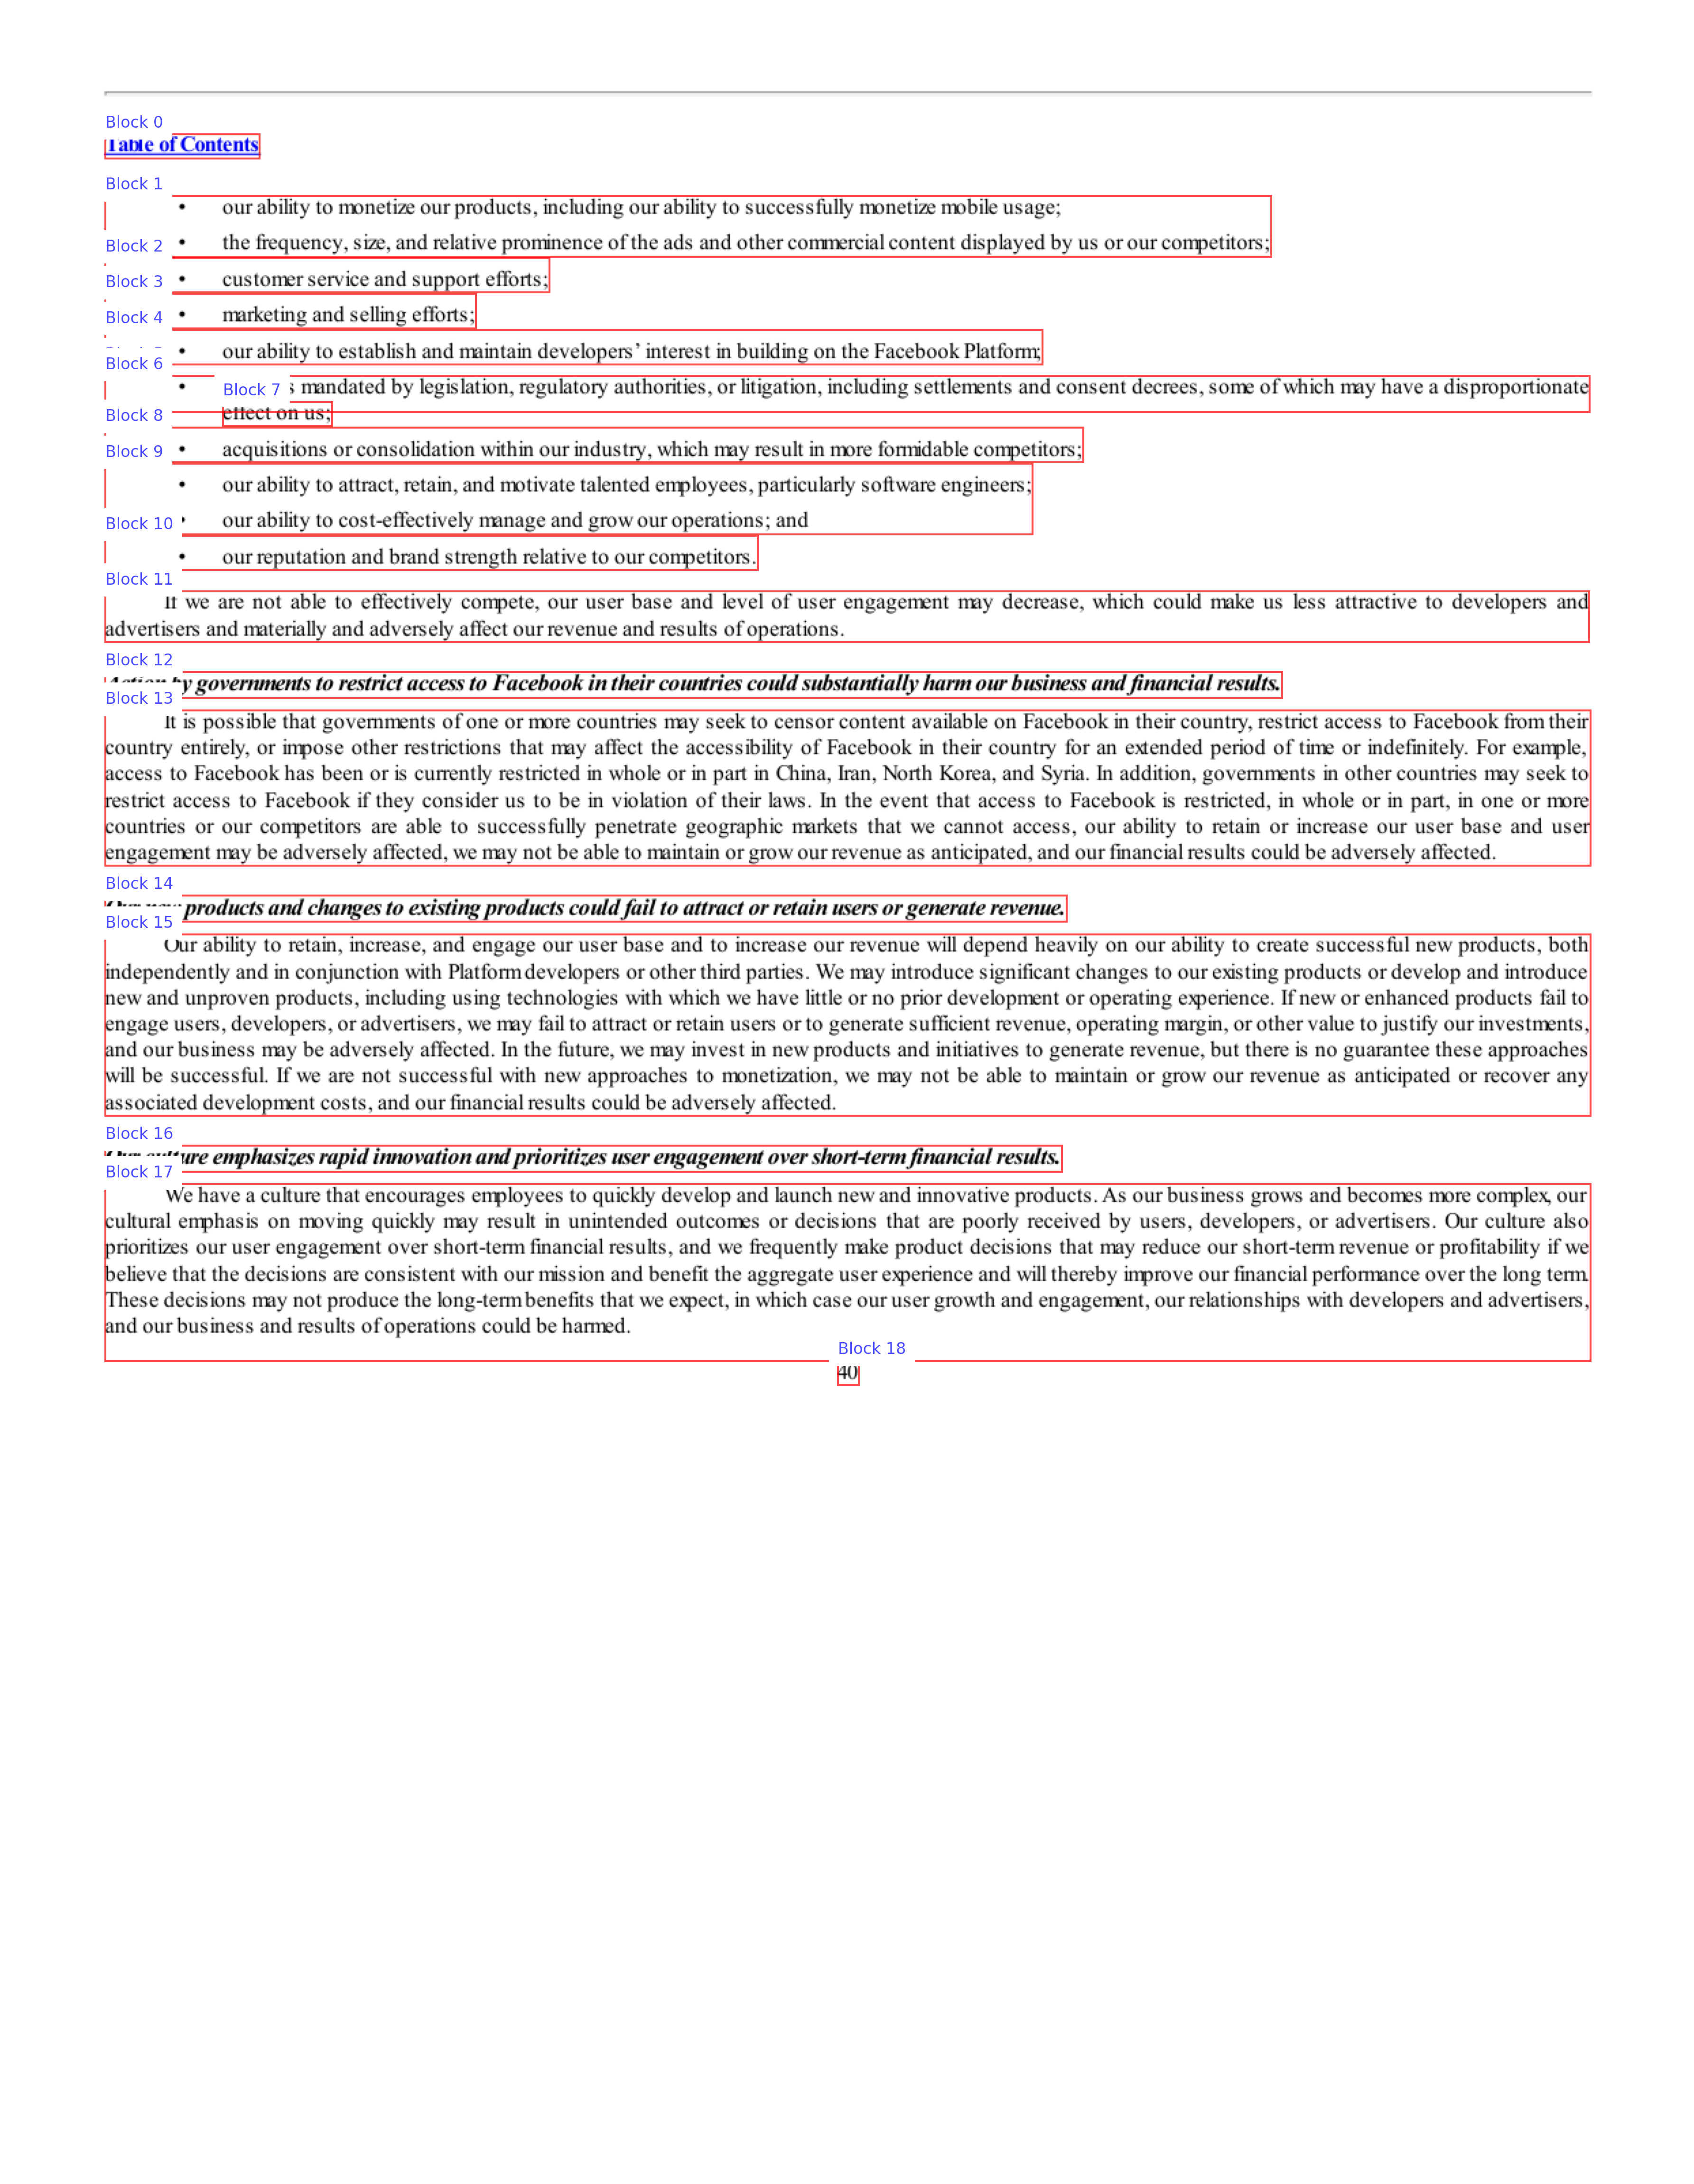 Block 0
Table of Contents
Block 1
• our ability to monetize our products, including our ability to successfully monetize mobile usage;
Block 2 • the frequency, size, and relative prominence of the ads and other commercial content displayed by us or our competitors;
Block 3 • customer service and support efforts;
Block 4 • marketing and selling efforts;
• our ability to establish and maintain developers’ interest in building on the Facebook Platform;
Block 6
• Block 7 mandated by legislation, regulatory authorities, or litigation, including settlements and consent decrees, some of which may have a disproportionate
Block 8 effect on us;
Block 9 • acquisitions or consolidation within our industry, which may result in more formidable competitors;
• our ability to attract, retain, and motivate talented employees, particularly software engineers;
Block 10 • our ability to cost-effectively manage and grow our operations; and
• our reputation and brand strength relative to our competitors.
Block 11
If we are not able to effectively compete, our user base and level of user engagement may decrease, which could make us less attractive to developers and
advertisers and materially and adversely affect our revenue and results of operations.
Block 12
governments to restrict access to Facebook in their countries could substantially harm our business and financial results.
Block 13
It is possible that governments of one or more countries may seek to censor content available on Facebook in their country, restrict access to Facebook from their
country entirely, or impose other restrictions that may affect the accessibility of Facebook in their country for an extended period of time or indefinitely. For example,
access to Facebook has been or is currently restricted in whole or in part in China, Iran, North Korea, and Syria. In addition, governments in other countries may seek to
restrict access to Facebook if they consider us to be in violation of their laws. In the event that access to Facebook is restricted, in whole or in part, in one or more
countries or our competitors are able to successfully penetrate geographic markets that we cannot access, our ability to retain or increase our user base and user
engagement may be adversely affected, we may not be able to maintain or grow our revenue as anticipated, and our financial results could be adversely affected.
Block 14
products and changes to existing products could fail to attract or retain users or generate revenue.
Block 15
Our ability to retain, increase, and engage our user base and to increase our revenue will depend heavily on our ability to create successful new products, both
independently and in conjunction with Platform developers or other third parties. We may introduce significant changes to our existing products or develop and introduce
new and unproven products, including using technologies with which we have little or no prior development or operating experience. If new or enhanced products fail to
engage users, developers, or advertisers, we may fail to attract or retain users or to generate sufficient revenue, operating margin, or other value to justify our investments,
and our business may be adversely affected. In the future, we may invest in new products and initiatives to generate revenue, but there is no guarantee these approaches
will be successful. If we are not successful with new approaches to monetization, we may not be able to maintain or grow our revenue as anticipated or recover any
associated development costs, and our financial results could be adversely affected.
Block 16
emphasizes rapid innovation and prioritizes user engagement over short-term financial results.
Block 17
We have a culture that encourages employees to quickly develop and launch new and innovative products. As our business grows and becomes more complex, our
cultural emphasis on moving quickly may result in unintended outcomes or decisions that are poorly received by users, developers, or advertisers. Our culture also
prioritizes our user engagement over short-term financial results, and we frequently make product decisions that may reduce our short-term revenue or profitability if we
believe that the decisions are consistent with our mission and benefit the aggregate user experience and will thereby improve our financial performance over the long term.
These decisions may not produce the long-term benefits that we expect, in which case our user growth and engagement, our relationships with developers and advertisers,
and our business and results of operations could be harmed.
Block 18
40